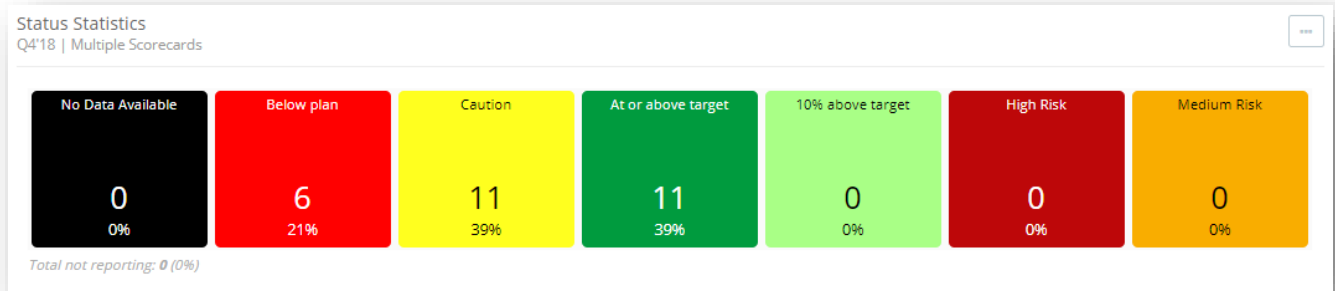 Status Statistics
Q4'18 | Multiple Scorecards
No Data Available
0
0%
Below plan
6
21%
Caution
11
39%
At or above target
11
39%
10% above target
0
0%
High Risk
0
0%
Medium Risk
0
0%
Total not reporting: 0 (0%)